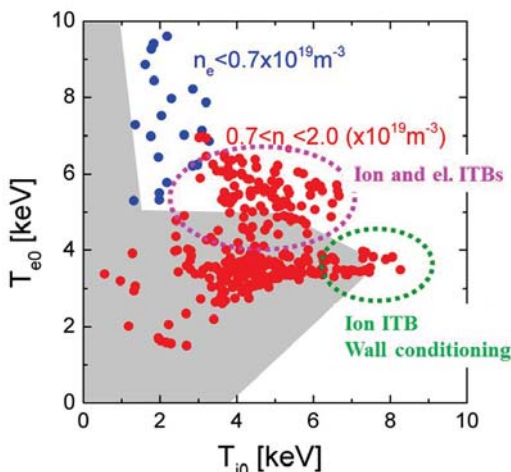 10
8
6
4
2
0
T_e0 [keV]
n_e<0.7x10^19m^-3
0.7<n_e<2.0 (x10^19m^-3)
Ion and el. ITBs
Ion ITB
Wall conditioning
0 2 4 6 8 10
T_i0 [keV]